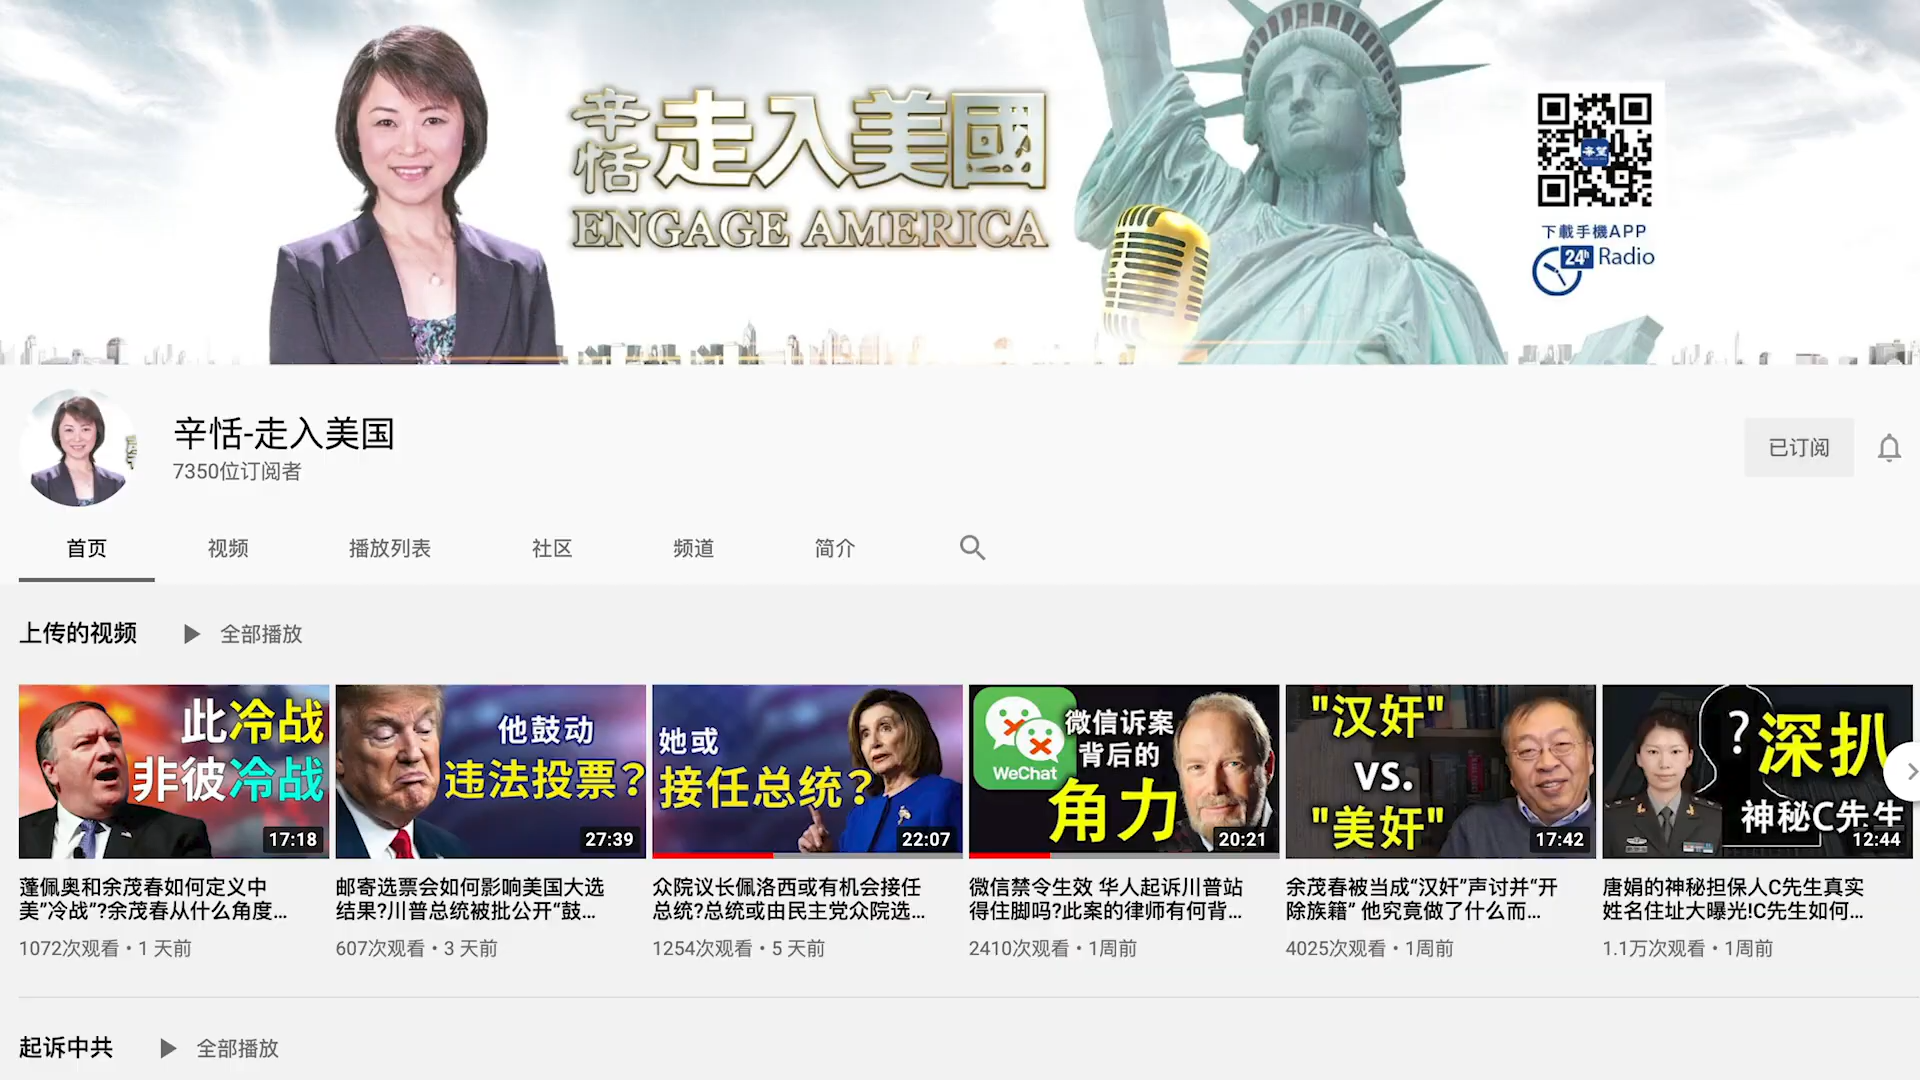 辛恬走入美國
ENGAGE AMERICA
下載手機APP
24h Radio
辛恬-走入美国
7350位订阅者
已订阅
首页
视频
播放列表
社区
频道
简介
上传的视频
全部播放
此冷战
非彼冷战
17:18
他鼓动
违法投票?
27:39
她或
接任总统?
22:07
WeChat
微信诉案
背后的
角力
20:21
"汉奸"
vs.
"美奸"
17:42
?深扒
神秘C先生
12:44
蓬佩奥和余茂春如何定义中
美”冷战”?余茂春从什么角度...
1072次观看 • 1 天前
邮寄选票会如何影响美国大选
结果?川普总统被批公开“鼓...
607次观看 • 3 天前
众院议长佩洛西或有机会接任
总统?总统或由民主党众院选...
1254次观看 • 5 天前
微信禁令生效 华人起诉川普站
得住脚吗?此案的律师有何背...
2410次观看 • 1周前
余茂春被当成“汉奸”声讨并“开
除族籍” 他究竟做了什么而...
4025次观看 • 1周前
唐娟的神秘担保人C先生真实
姓名住址大曝光!C先生如何...
1.1万次观看 • 1周前
起诉中共
全部播放